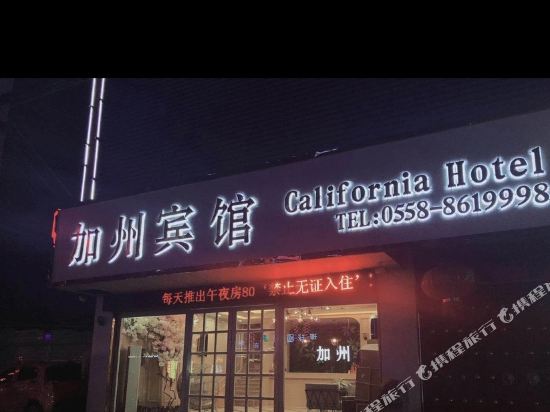 加州宾馆
California Hotel
TEL:0558-8619998
每天推出午夜房80 '禁止无证入住'
加州
携程旅行
携程旅行